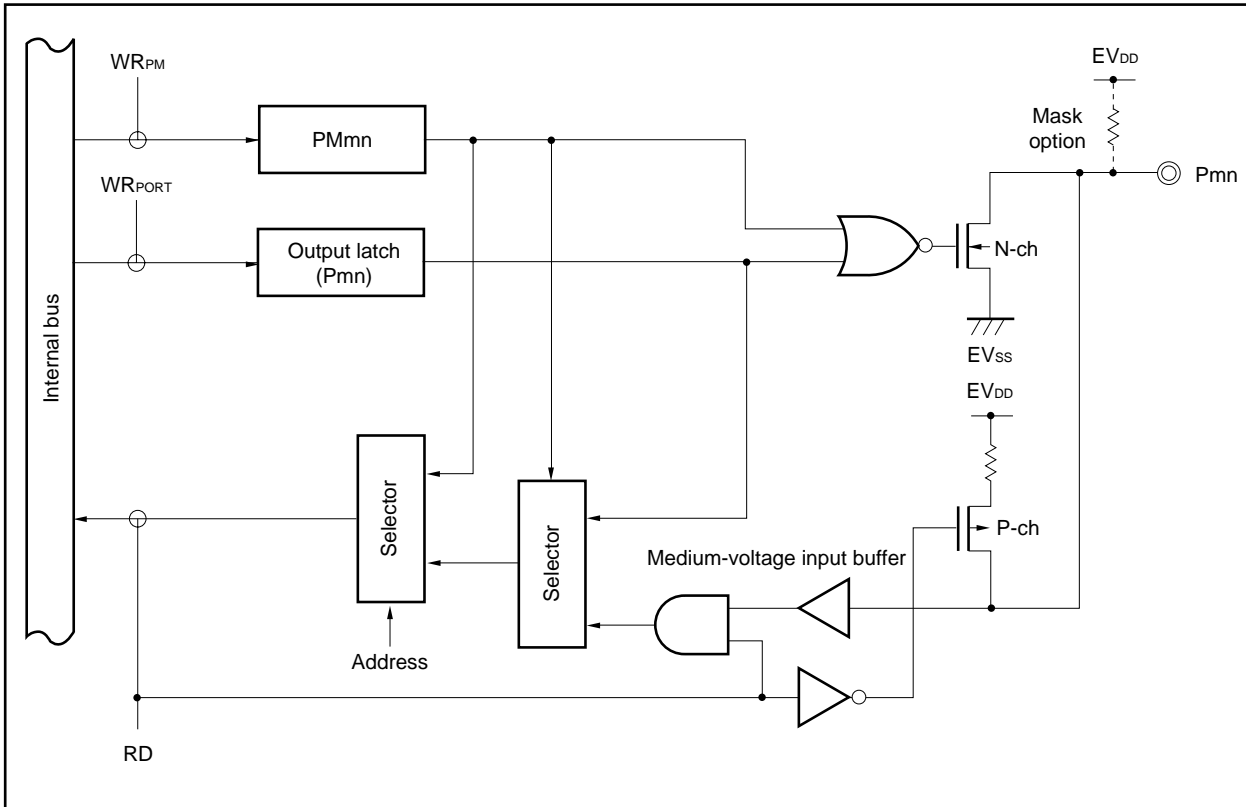 WRPM
EVDD
Mask
option
PMmn
Pmn
WRPORT
Output latch
(Pmn)
N-ch
Internal bus
EVSS
EVDD
Selector
P-ch
Selector
Medium-voltage input buffer
Address
RD